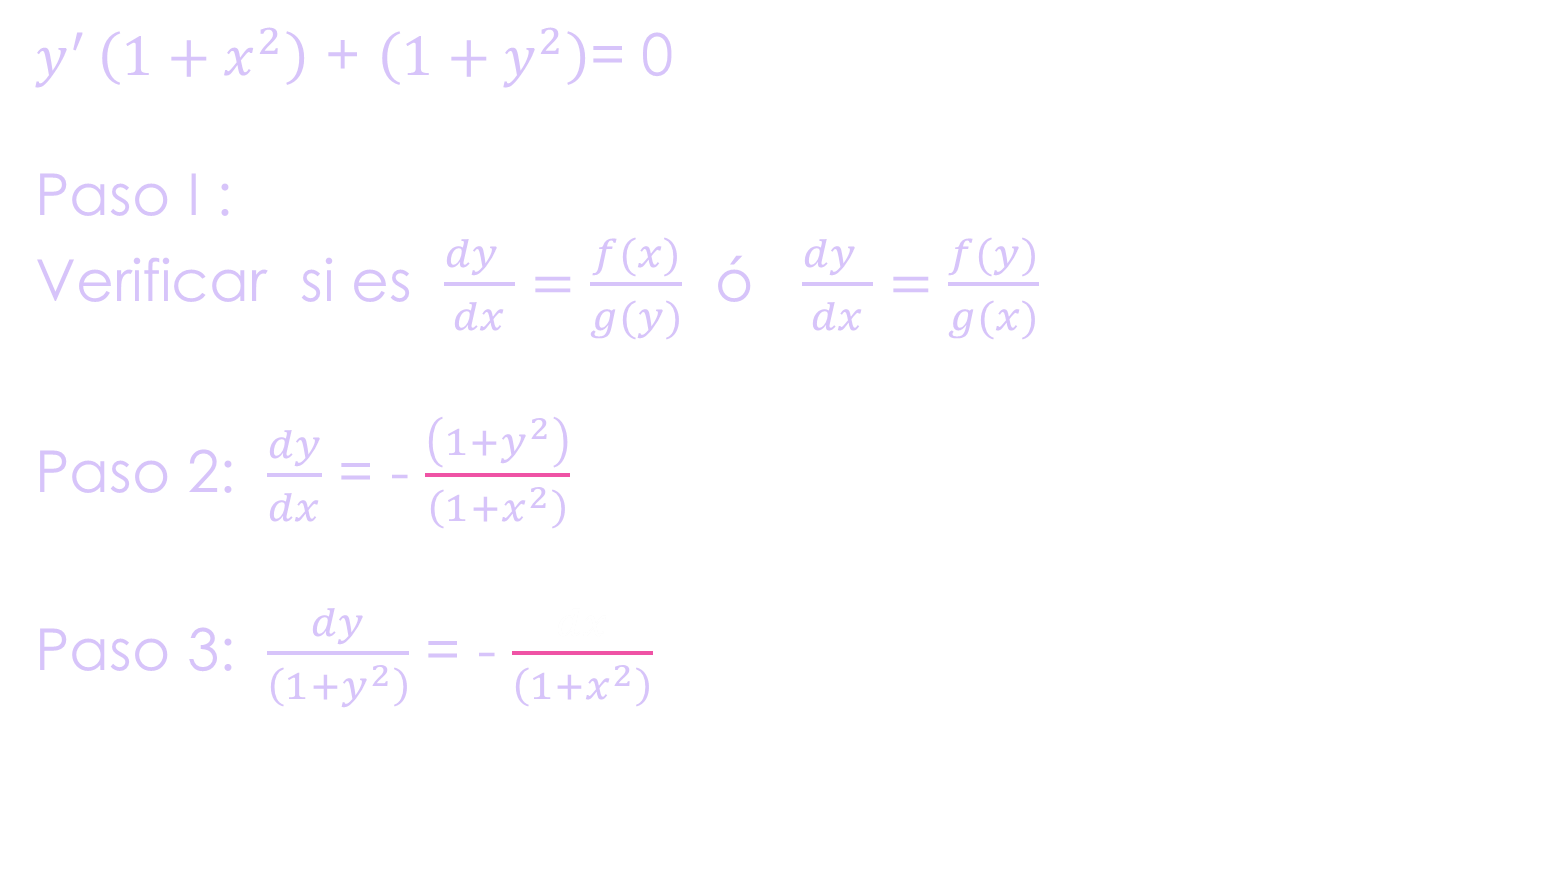 y′ (1 + x²) + (1 + y²)= 0
Paso I :
Verificar si es dy/dx = f(x)/g(y) ó dy/dx = f(y)/g(x)
Paso 2: dy/dx = - (1+y²)/(1+x²)
Paso 3: dy/(1+y²) = - /(1+x²)